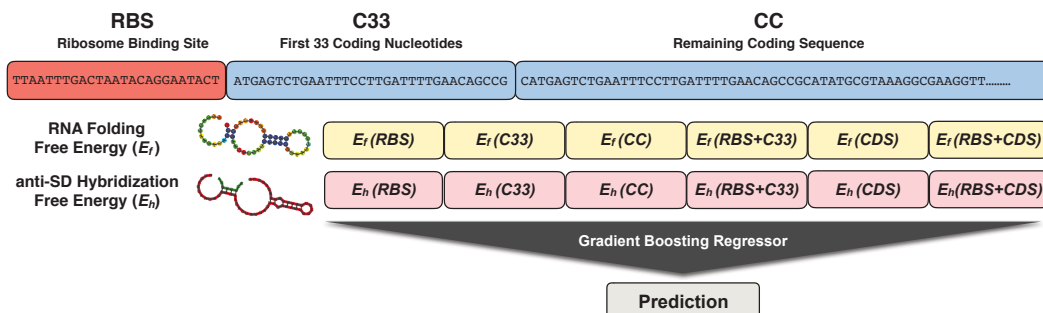 RBS C33 CC
Ribosome Binding Site First 33 Coding Nucleotides Remaining Coding Sequence
TTAATTTGACTAATACAGGAATACT ATGAGTCTGAATTTCCTTGATTTTGAACAGCCG CATGAGTCTGAATTTCCTTGATTTTGAACAGCCGCATATGCGTAAAGGCGAAGGTT.........
RNA Folding
Free Energy (Ef)
Ef (RBS) Ef (C33) Ef (CC) Ef (RBS+C33) Ef (CDS) Ef (RBS+CDS)
anti-SD Hybridization
Free Energy (Eh)
Eh (RBS) Eh (C33) Eh (CC) Eh (RBS+C33) Eh (CDS) Eh(RBS+CDS)
Gradient Boosting Regressor
Prediction